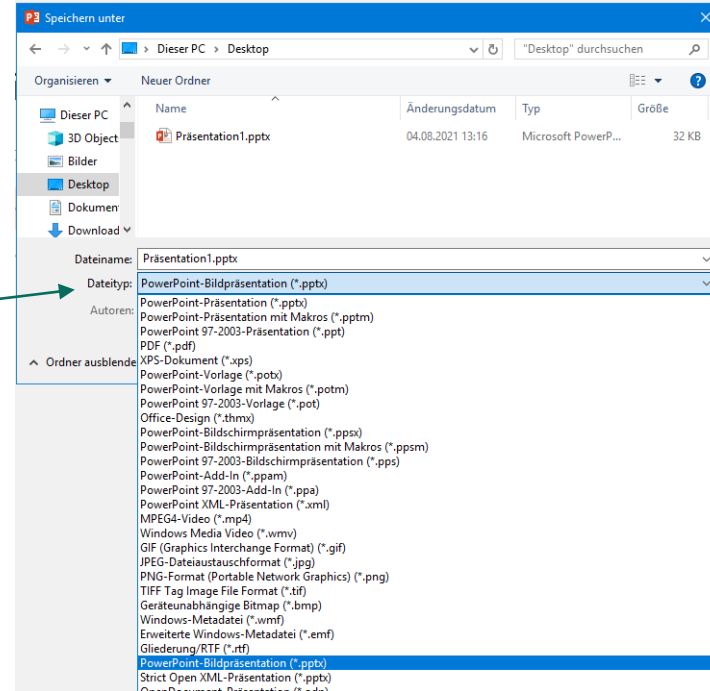 Speichern unter
Dieser PC > Desktop
"Desktop" durchsuchen
Organisieren
Neuer Ordner
Name Änderungsdatum Typ Größe
Dieser PC
3D Object
Bilder
Desktop
Dokumen
Download
Präsentation1.pptx 04.08.2021 13:16 Microsoft PowerP... 32 KB
Dateiname: Präsentation1.pptx
Dateityp: PowerPoint-Bildpräsentation (*.pptx)
Autoren:
Ordner ausblende
PowerPoint-Präsentation (*.pptx)
PowerPoint-Präsentation mit Makros (*.pptm)
PowerPoint 97-2003-Präsentation (*.ppt)
PDF (*.pdf)
XPS-Dokument (*.xps)
PowerPoint-Vorlage (*.potx)
PowerPoint-Vorlage mit Makros (*.potm)
PowerPoint 97-2003-Vorlage (*.pot)
Office-Design (*.thmx)
PowerPoint-Bildschirmpräsentation (*.ppsx)
PowerPoint-Bildschirmpräsentation mit Makros (*.ppsm)
PowerPoint 97-2003-Bildschirmpräsentation (*.pps)
PowerPoint-Add-In (*.ppam)
PowerPoint 97-2003-Add-In (*.ppa)
PowerPoint XML-Präsentation (*.xml)
MPEG4-Video (*.mp4)
Windows Media Video (*.wmv)
GIF (Graphics Interchange Format) (*.gif)
JPEG-Dateiaustauschformat (*.jpg)
PNG-Format (Portable Network Graphics) (*.png)
TIFF Tag Image File Format (*.tif)
Geräteunabhängige Bitmap (*.bmp)
Windows-Metadatei (*.wmf)
Erweiterte Windows-Metadatei (*.emf)
Gliederung/RTF (*.rtf)
PowerPoint-Bildpräsentation (*.pptx)
Strict Open XML-Präsentation (*.pptx)
OpenDocument-Präsentation (*.odp)